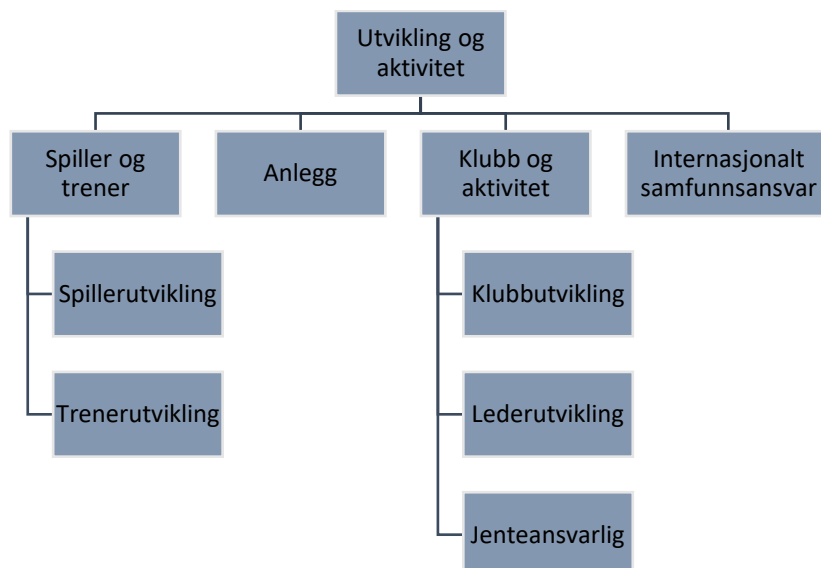 Utvikling og
aktivitet
Spiller og
trener
Anlegg
Klubb og
aktivitet
Internasjonalt
samfunnsansvar
Spillerutvikling
Trenerutvikling
Klubbutvikling
Lederutvikling
Jenteansvarlig